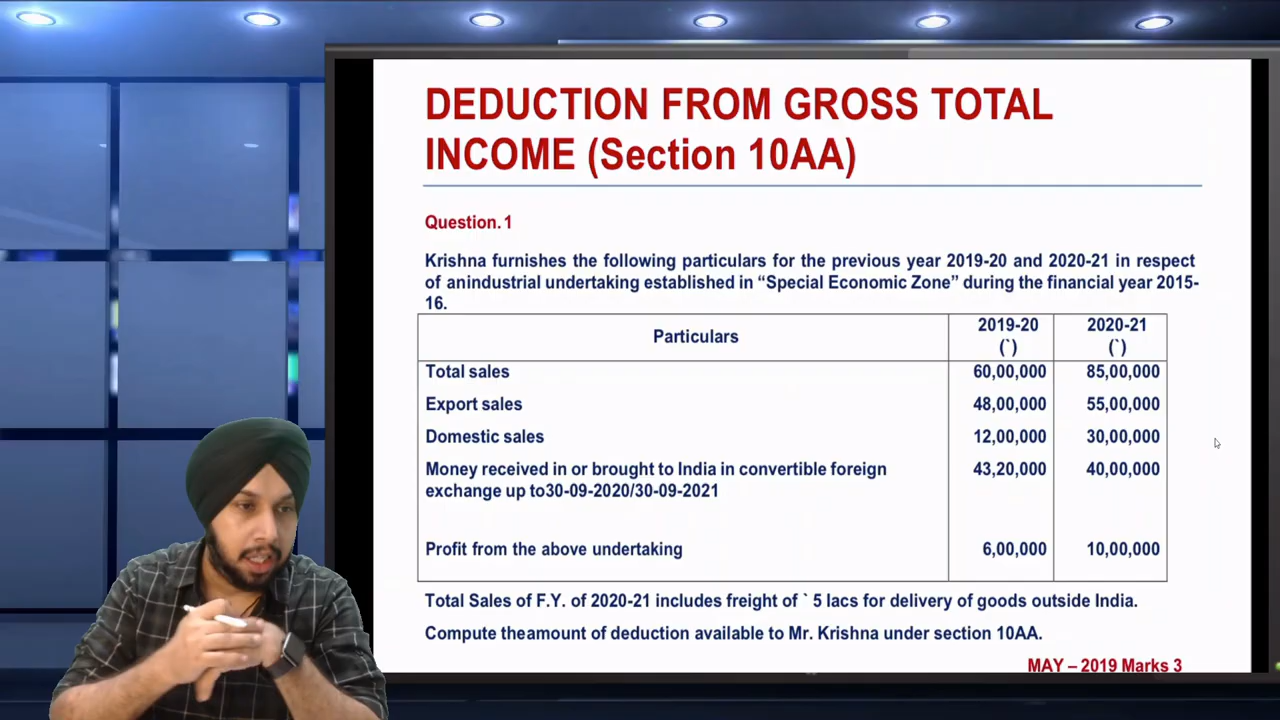 DEDUCTION FROM GROSS TOTAL
INCOME (Section 10AA)
Question. 1
Krishna furnishes the following particulars for the previous year 2019-20 and 2020-21 in respect
of anindustrial undertaking established in “Special Economic Zone” during the financial year 2015-
16.
Particulars 2019-20 (`) 2020-21 (`)
Total sales 60,00,000 85,00,000
Export sales 48,00,000 55,00,000
Domestic sales 12,00,000 30,00,000
Money received in or brought to India in convertible foreign 43,20,000 40,00,000
exchange up to30-09-2020/30-09-2021
Profit from the above undertaking 6,00,000 10,00,000
Total Sales of F.Y. of 2020-21 includes freight of ` 5 lacs for delivery of goods outside India.
Compute theamount of deduction available to Mr. Krishna under section 10AA.
MAY – 2019 Marks 3